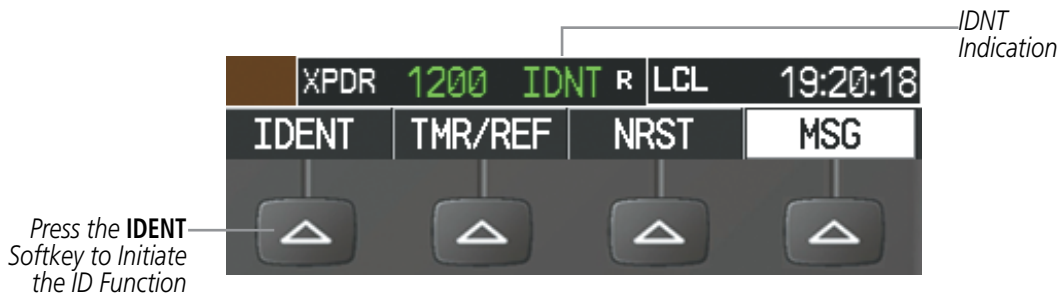 IDNT
Indication
XPDR 1200 IDNT R LCL 19:20:18
IDENT TMR/REF NRST MSG
Press the IDENT
Softkey to Initiate
the ID Function